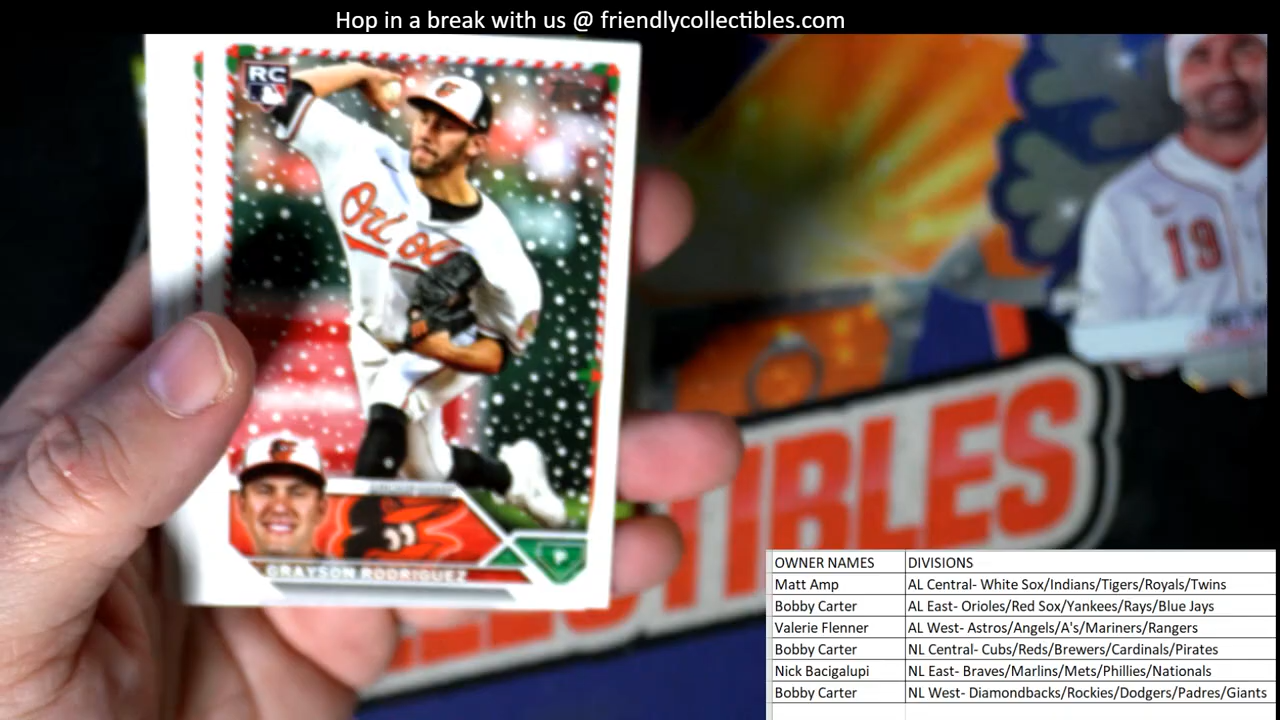 Hop in a break with us @ friendlycollectibles.com
RC
Orioles
19
GRAYSON RODRIGUEZ
P
TIBLES
OWNER NAMES DIVISIONS
Matt Amp AL Central- White Sox/Indians/Tigers/Royals/Twins
Bobby Carter AL East- Orioles/Red Sox/Yankees/Rays/Blue Jays
Valerie Flenner AL West- Astros/Angels/A's/Mariners/Rangers
Bobby Carter NL Central- Cubs/Reds/Brewers/Cardinals/Pirates
Nick Bacigalupi NL East- Braves/Marlins/Mets/Phillies/Nationals
Bobby Carter NL West- Diamondbacks/Rockies/Dodgers/Padres/Giants